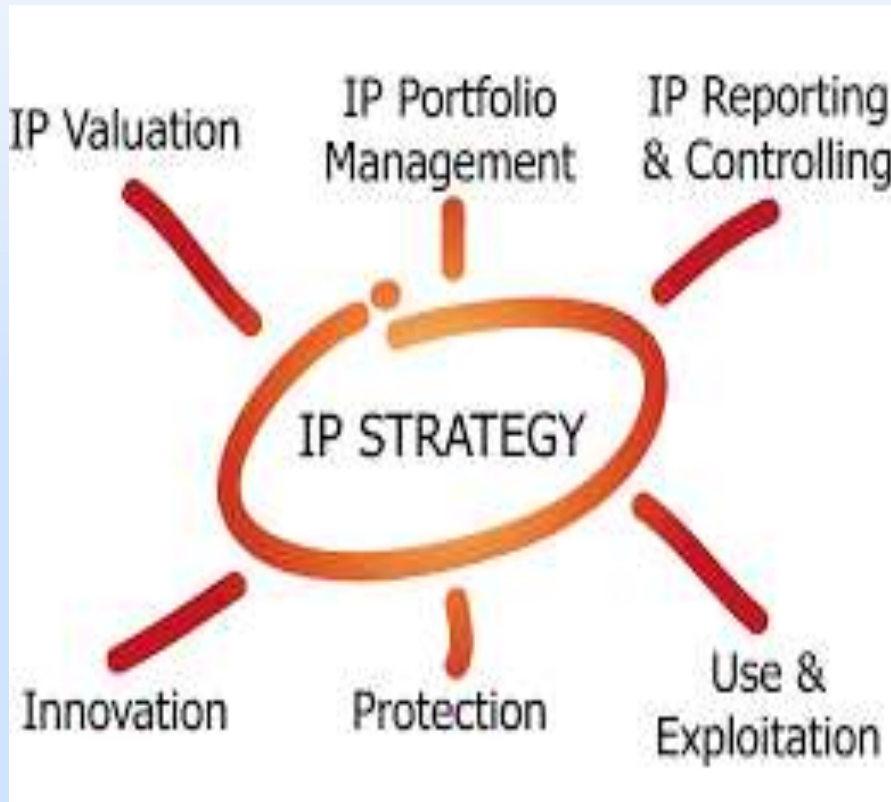 IP Valuation
IP Portfolio
Management
IP Reporting
& Controlling
IP STRATEGY
Innovation
Protection
Use &
Exploitation